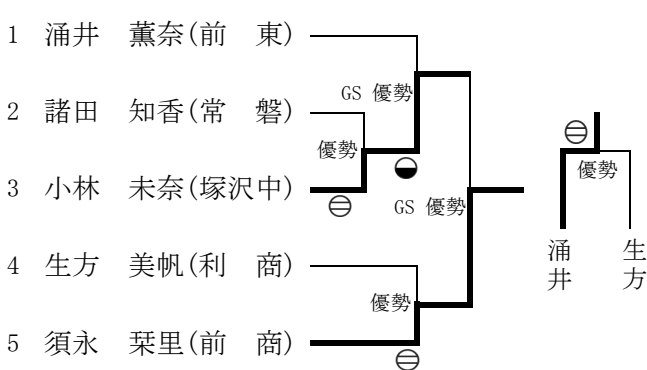 1 涌井 薫奈(前 東)
GS 優勢
2 諸田 知香(常 磐)
優勢
3 小林 未奈(塚沢中)
GS 優勢
4 生方 美帆(利 商)
優勢
5 須永 栞里(前 商)
優勢
涌井
生方